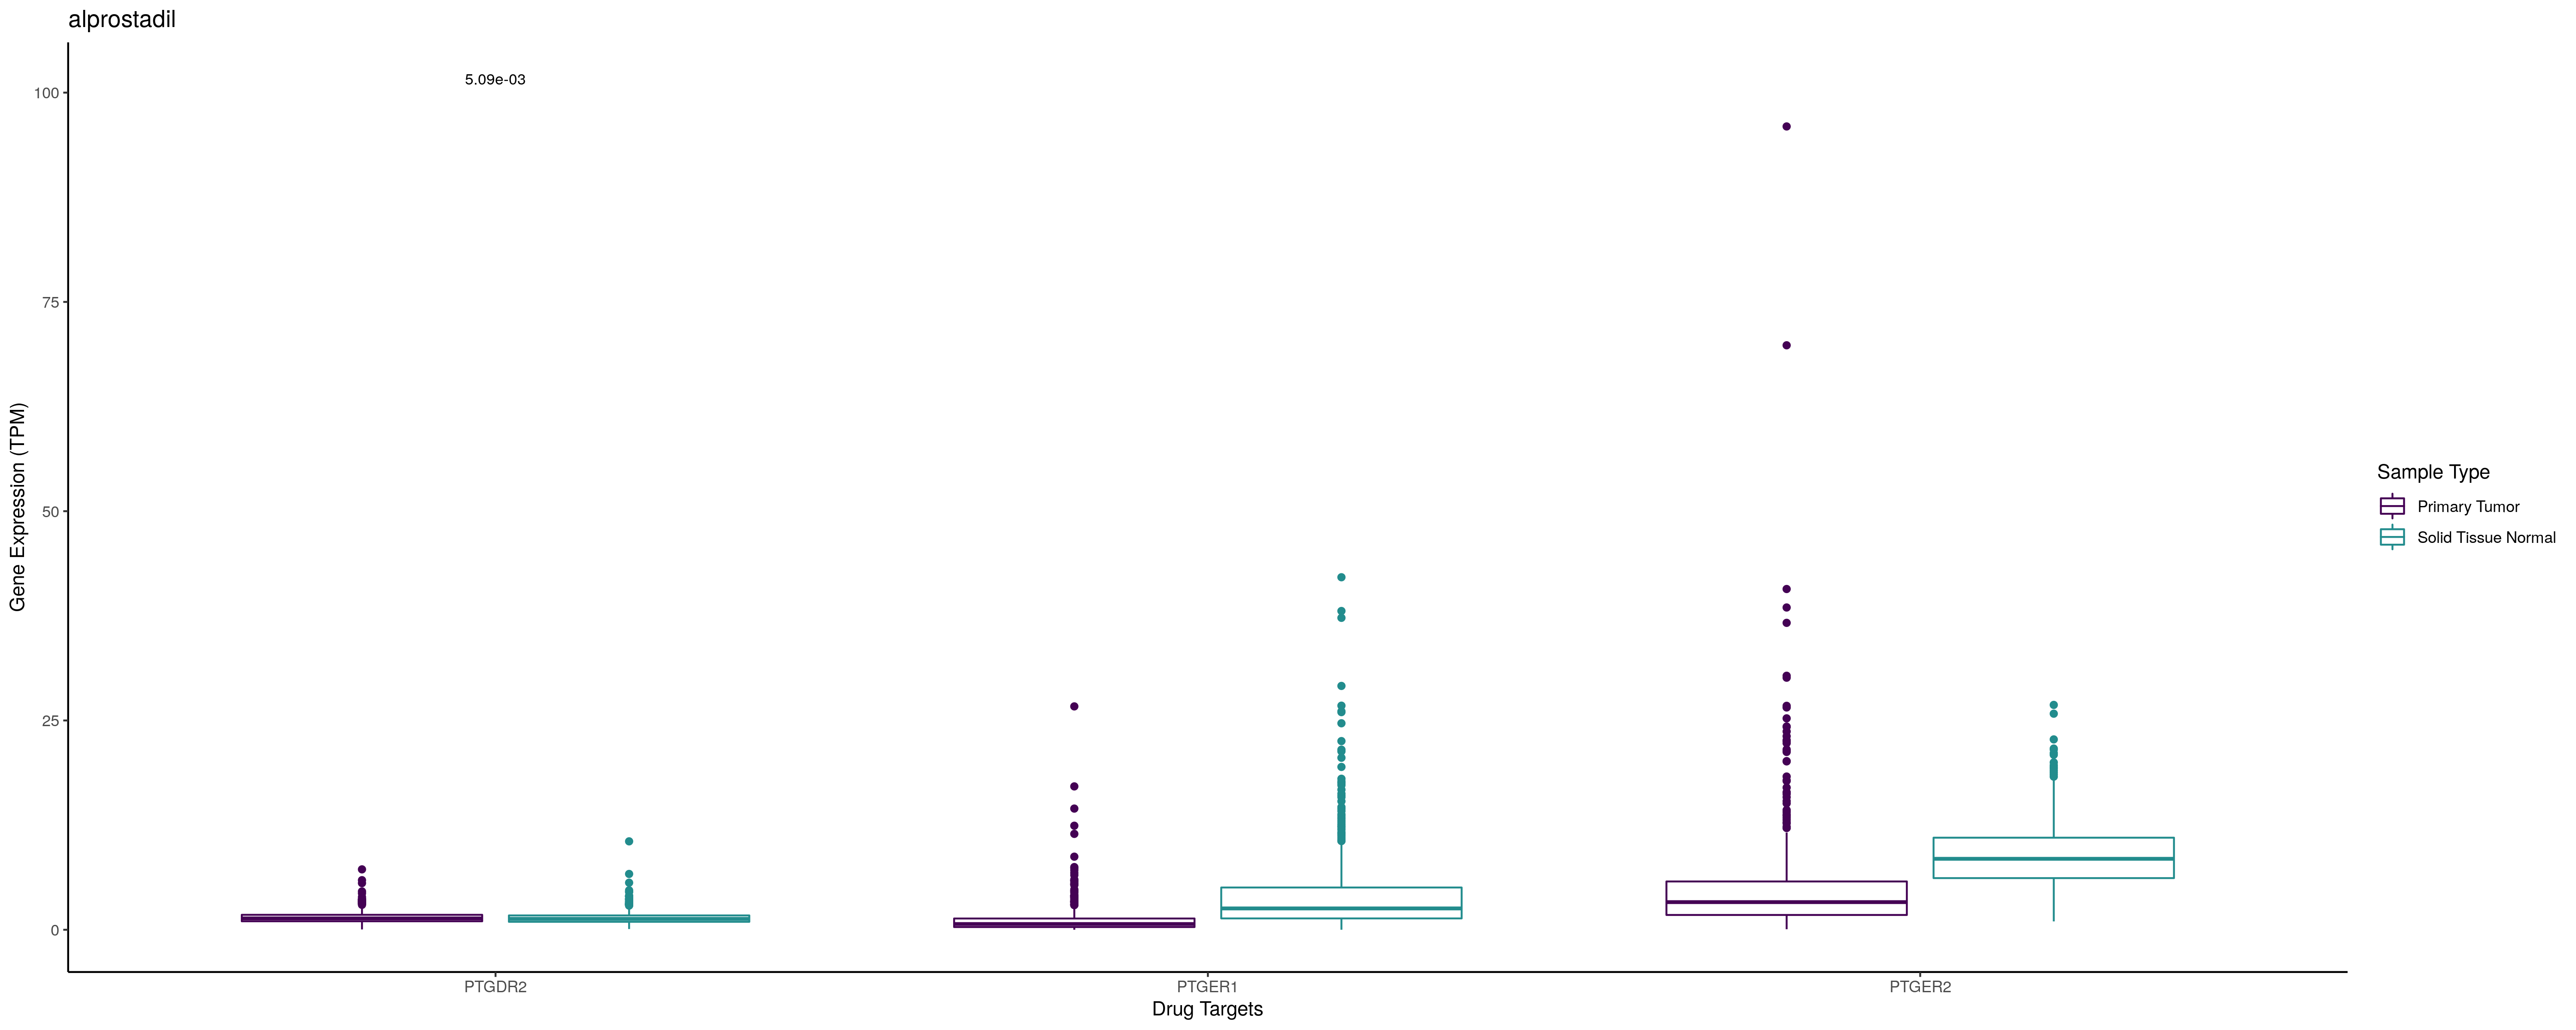 alprostadil
5.09e-03
100
75
50
25
0
Gene Expression (TPM)
PTGDR2
PTGER1
PTGER2
Drug Targets
Sample Type
Primary Tumor
Solid Tissue Normal